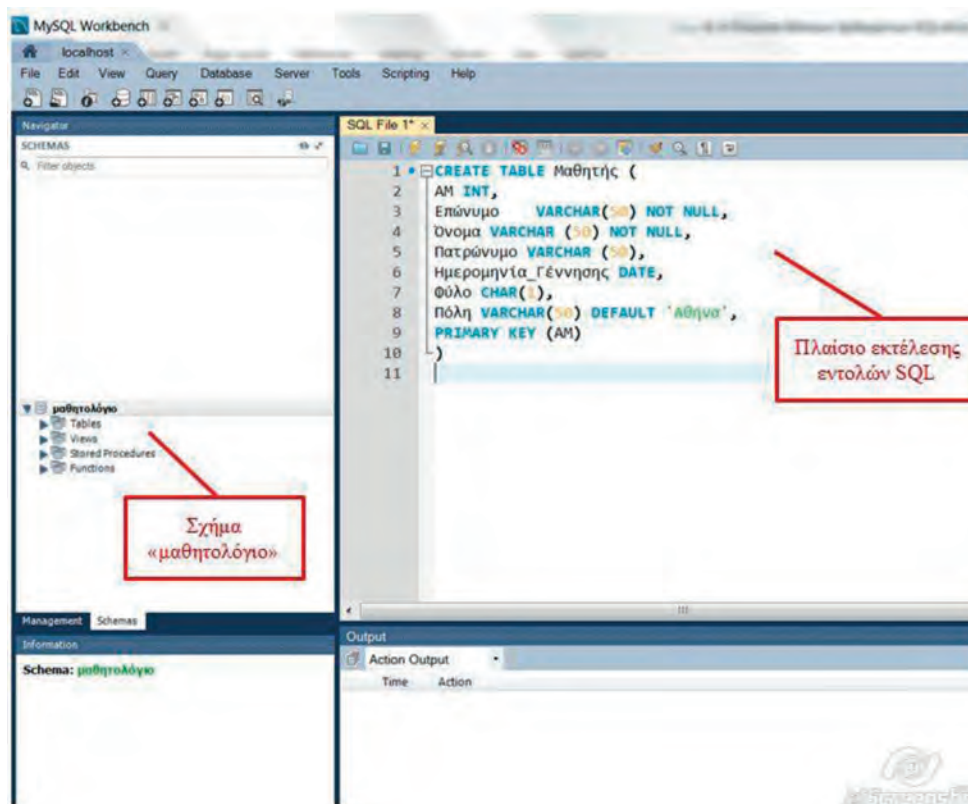 MySQL Workbench
localhost
File Edit View Query Database Server Tools Scripting Help
Navigator
SCHEMAS
Filter objects
μαθητολόγιο
Tables
Views
Stored Procedures
Functions
Σχήμα
«μαθητολόγιο»
Management Schemas
Information
Schema: μαθητολόγιο
SQL File 1*
1 CREATE TABLE Μαθητής (
2 AM INT,
3 Επώνυμο VARCHAR(50) NOT NULL,
4 Όνομα VARCHAR (50) NOT NULL,
5 Πατρώνυμο VARCHAR (50),
6 Ημερομηνία_Γέννησης DATE,
7 Φύλο CHAR(1),
8 Πόλη VARCHAR(50) DEFAULT 'Αθήνα',
9 PRIMARY KEY (AM)
10 )
11
Πλαίσιο εκτέλεσης
εντολών SQL
Output
Action Output
Time Action